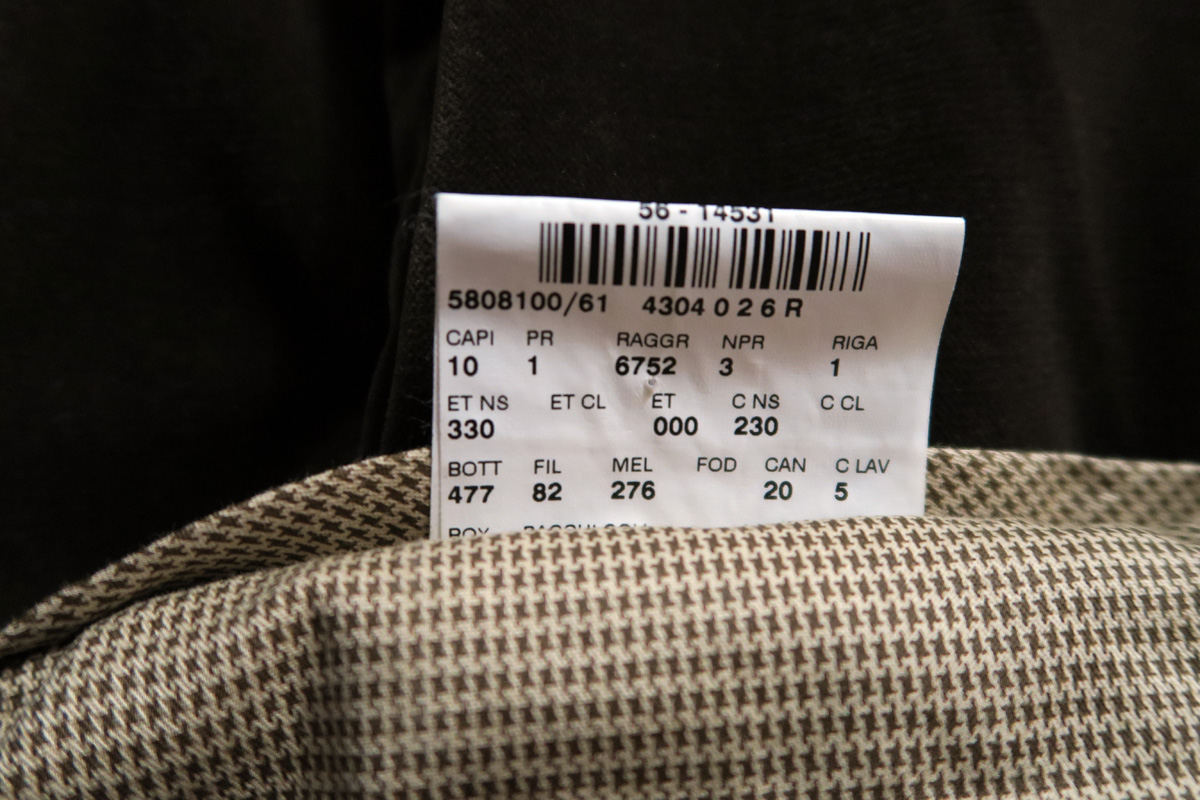 56 - 14531
5808100/61 4304 0 2 6 R
CAPI PR RAGGR NPR RIGA
10 1 6752 3 1
ET NS ET CL ET C NS C CL
330 000 230
BOTT FIL MEL FOD CAN C LAV
477 82 276 20 5